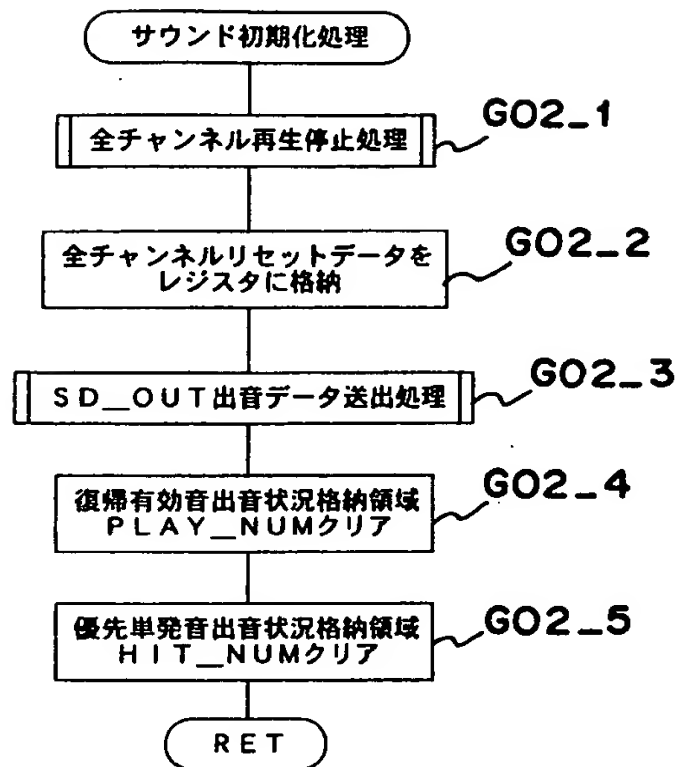 サウンド初期化処理
GO2_1
全チャンネル再生停止処理
GO2_2
全チャンネルリセットデータを
レジスタに格納
GO2_3
SD_OUT出音データ送出処理
GO2_4
復帰有効音出音状況格納領域
PLAY_NUMクリア
GO2_5
優先単発音出音状況格納領域
HIT_NUMクリア
RET